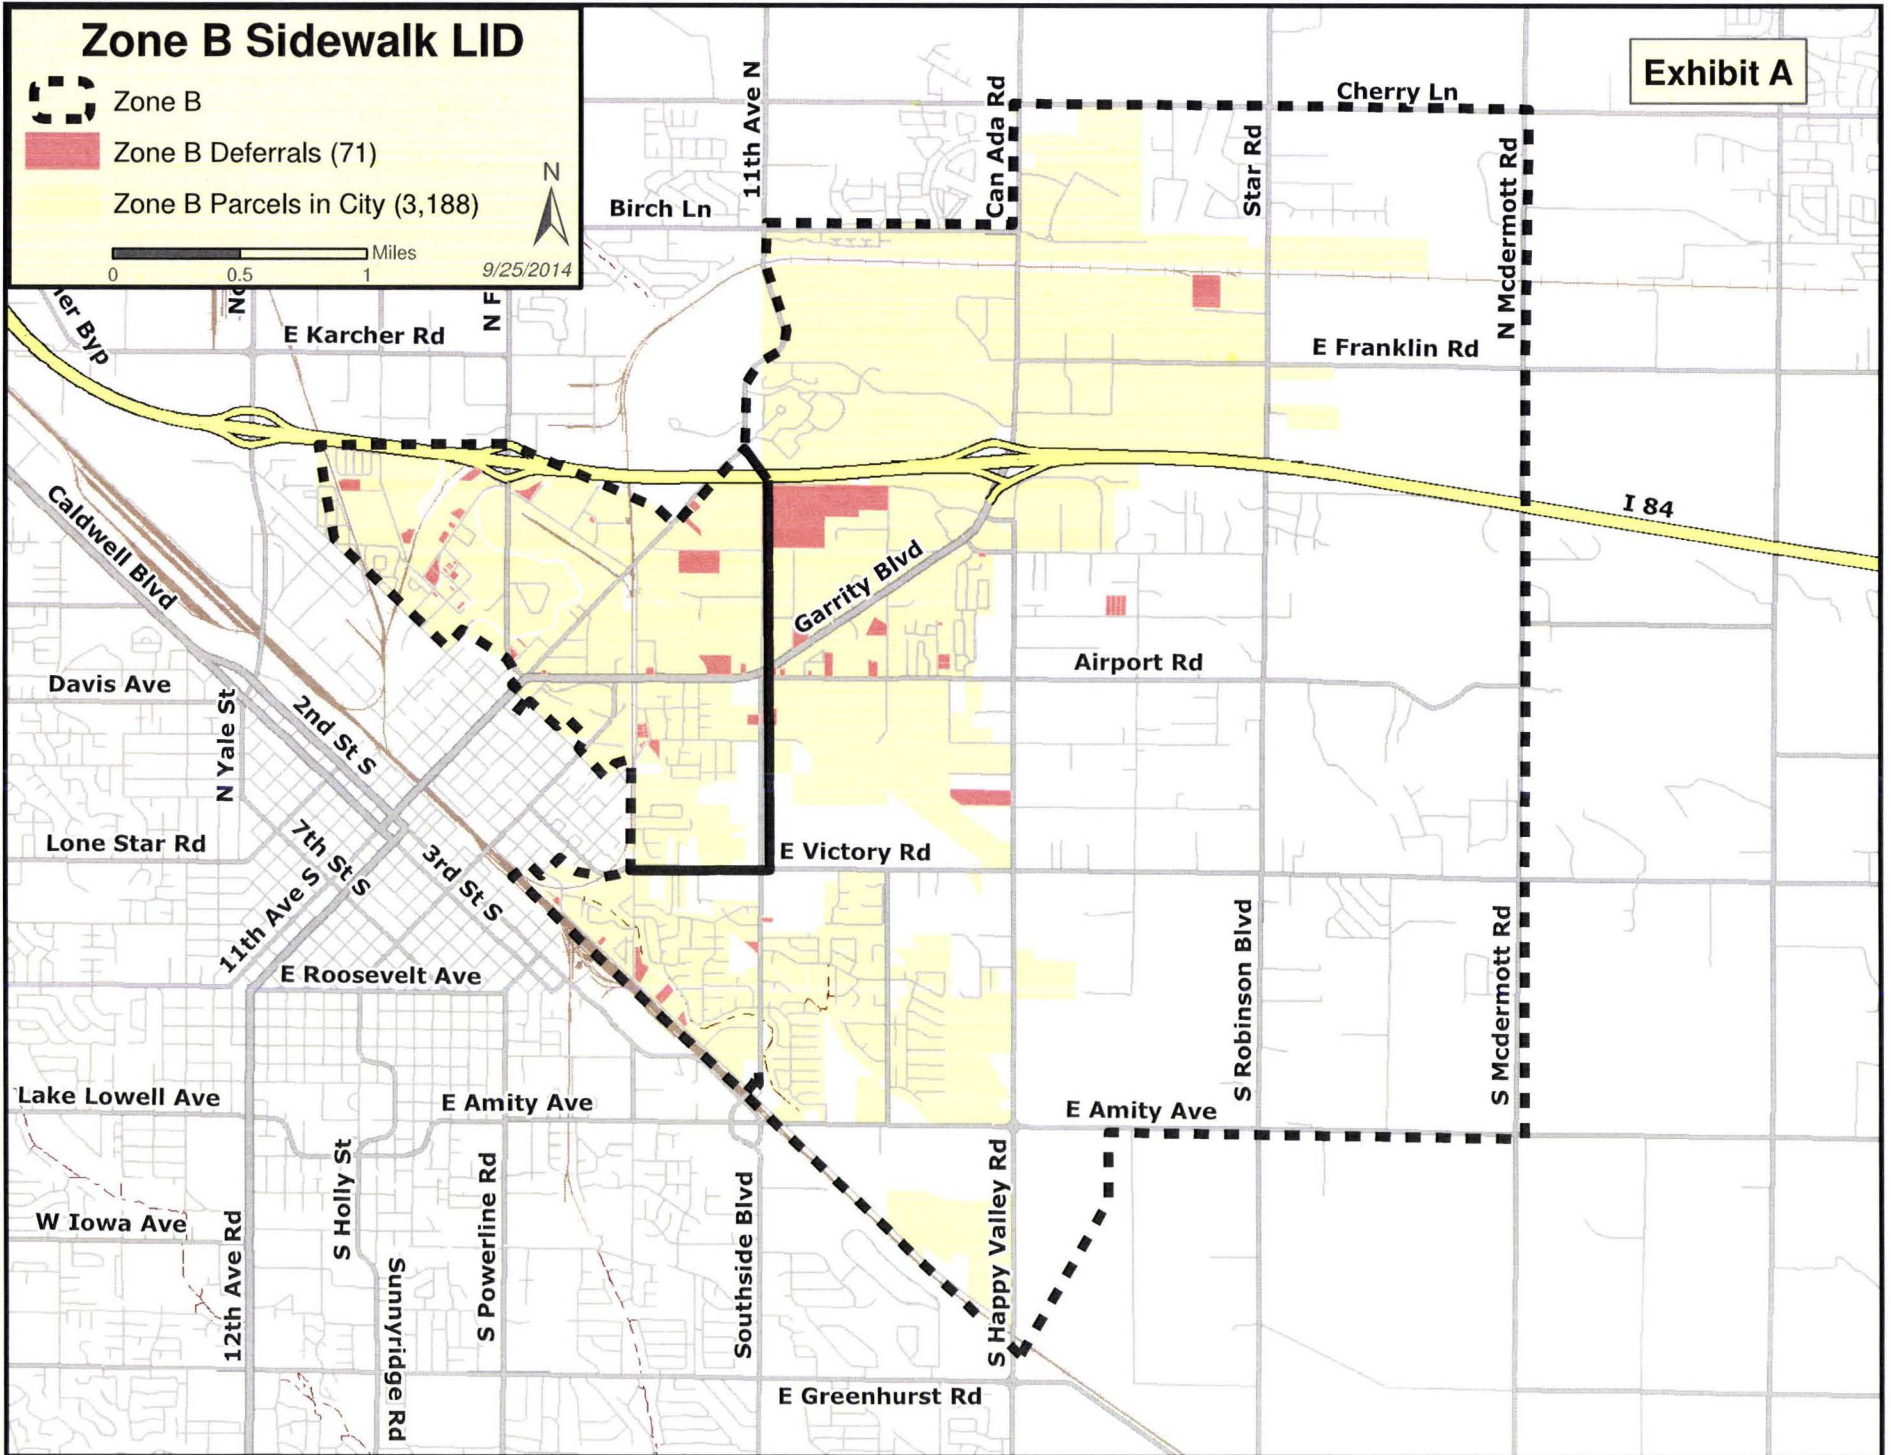 Zone B Sidewalk LID
Zone B
Zone B Deferrals (71)
Zone B Parcels in City (3,188)
N
Miles
0
0.5
1
9/25/2014
Exhibit A
Cherry Ln
11th Ave N
Can Ada Rd
Star Rd
N Mcdermott Rd
Birch Ln
E Karcher Rd
N F
E Franklin Rd
I 84
Caldwell Blvd
Garrity Blvd
Airport Rd
Davis Ave
N Yale St
2nd St S
Lone Star Rd
7th St S
3rd St S
11th Ave S
E Victory Rd
E Roosevelt Ave
S Robinson Blvd
S Mcdermott Rd
Lake Lowell Ave
E Amity Ave
E Amity Ave
S Holly St
S Powerline Rd
Southside Blvd
S Happy Valley Rd
W Iowa Ave
12th Ave Rd
Sunnyridge Rd
E Greenhurst Rd